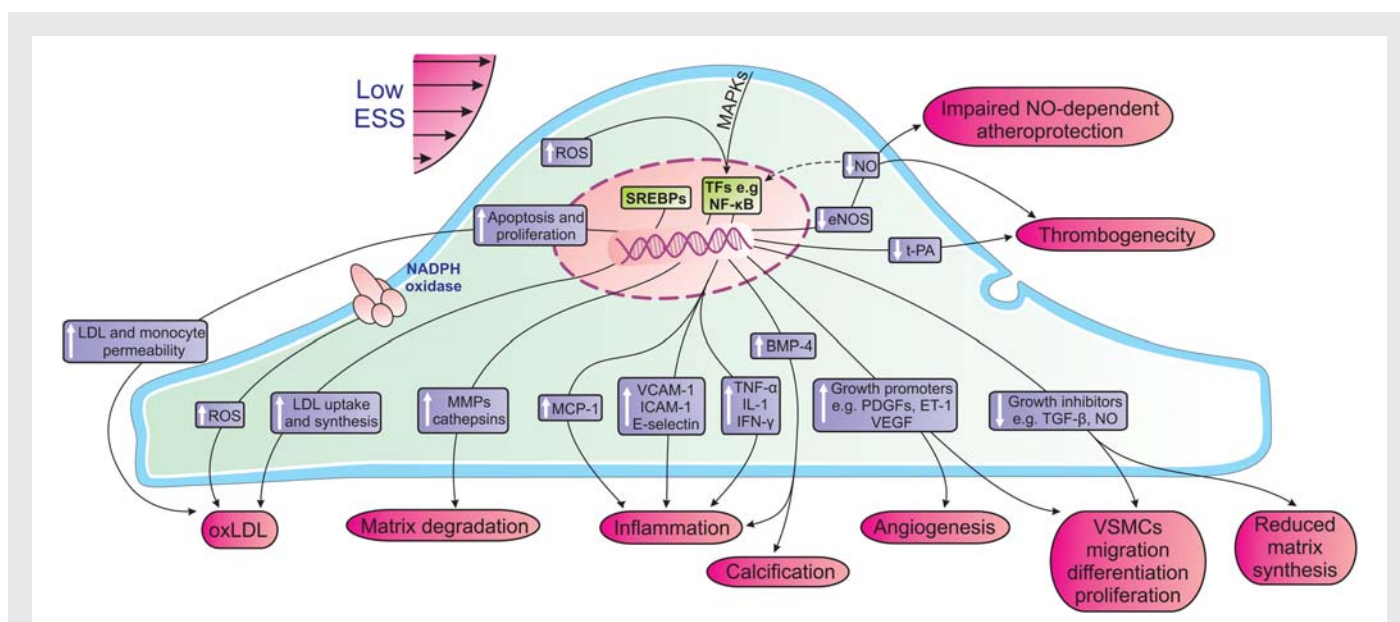 Low
ESS
MAPKs
ROS
NO
Impaired NO-dependent
atheroprotection
SREBPs
TFs e.g
NF-κB
Apoptosis and
proliferation
eNOS
t-PA
Thrombogenecity
NADPH
oxidase
LDL and monocyte
permeability
BMP-4
ROS
LDL uptake
and synthesis
MMPs
cathepsins
MCP-1
VCAM-1
ICAM-1
E-selectin
TNF-α
IL-1
IFN-γ
Growth promoters
e.g. PDGFs, ET-1
VEGF
Growth inhibitors
e.g. TGF-β, NO
oxLDL
Matrix degradation
Inflammation
Calcification
Angiogenesis
VSMCs
migration
differentiation
proliferation
Reduced
matrix
synthesis